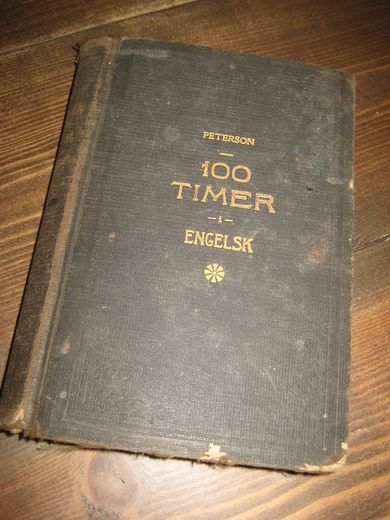 PETERSON
100
TIMER
-i-
ENGELSK